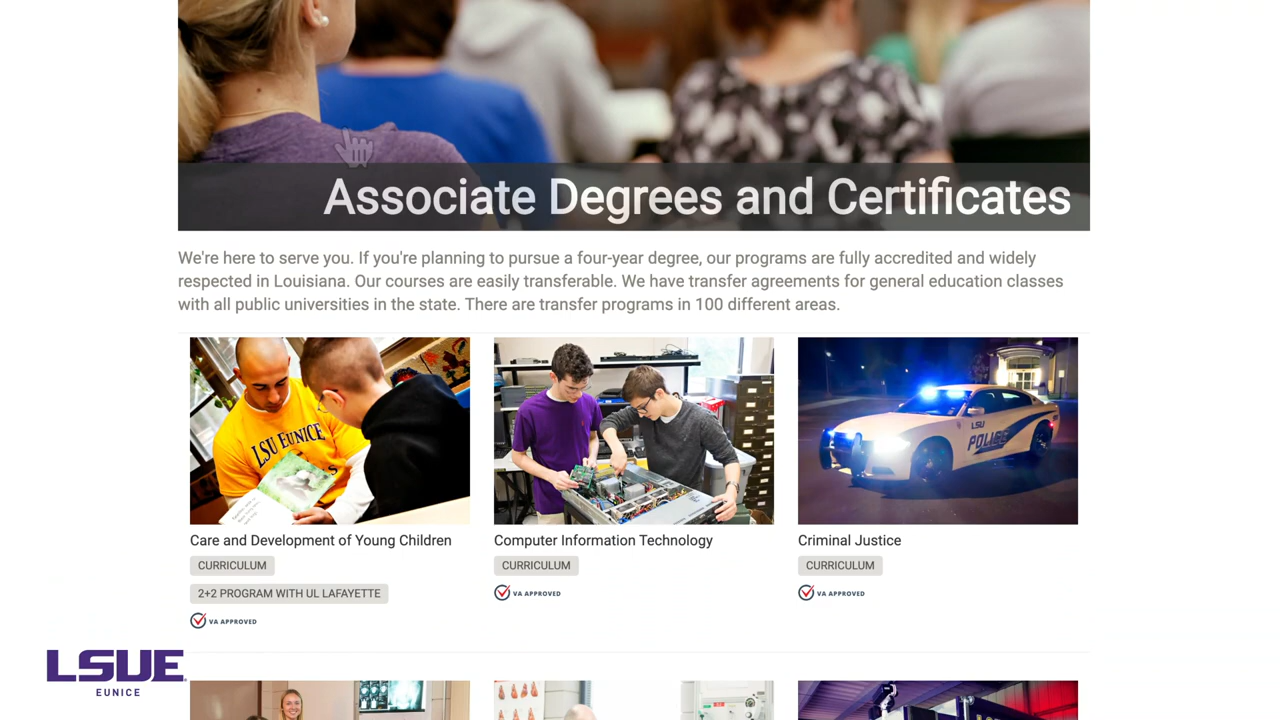 Associate Degrees and Certificates
We're here to serve you. If you're planning to pursue a four-year degree, our programs are fully accredited and widely
respected in Louisiana. Our courses are easily transferable. We have transfer agreements for general education classes
with all public universities in the state. There are transfer programs in 100 different areas.
LSU EUNICE
LSU
POLICE
Care and Development of Young Children
Computer Information Technology
Criminal Justice
CURRICULUM
CURRICULUM
CURRICULUM
2+2 PROGRAM WITH UL LAFAYETTE
VA APPROVED
VA APPROVED
VA APPROVED
LSUE
EUNICE